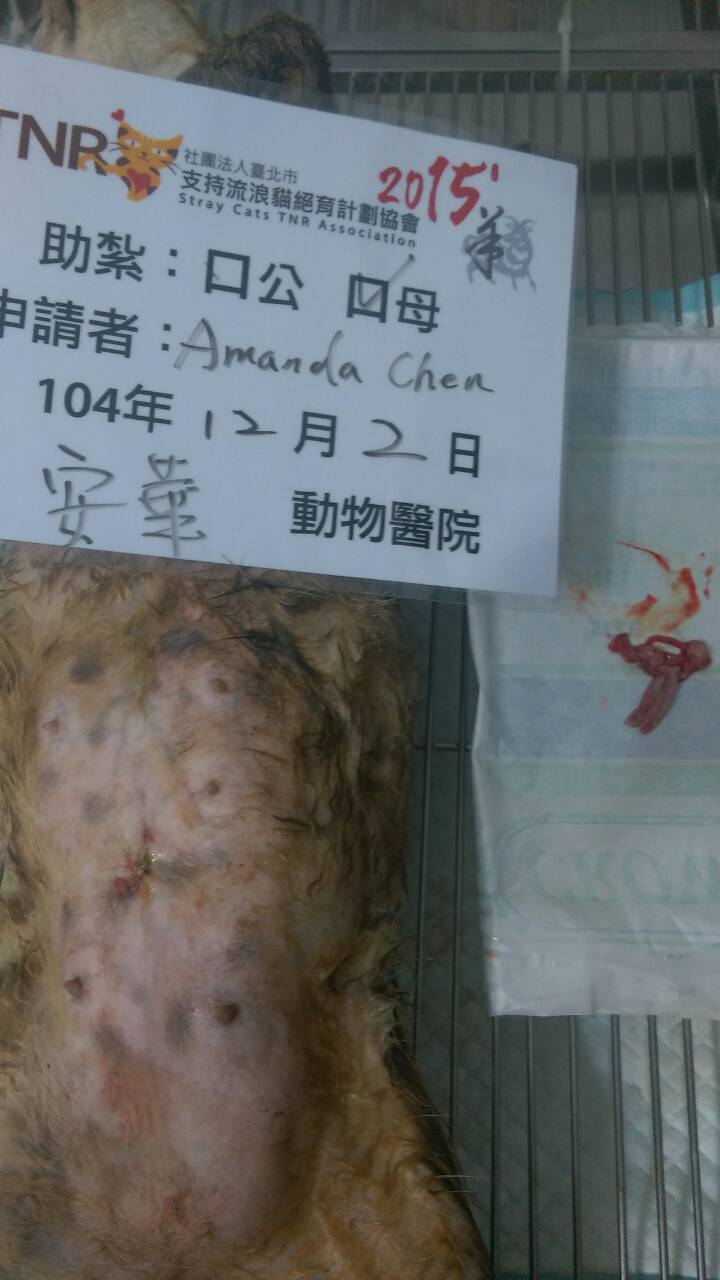 TNR
社團法人臺北市
2015'
支持流浪貓絕育計劃協會
Stray Cats TNR Association
羊
助紮：口公 口母
申請者：Amanda Chen
104年 12月 2日
安華 動物醫院